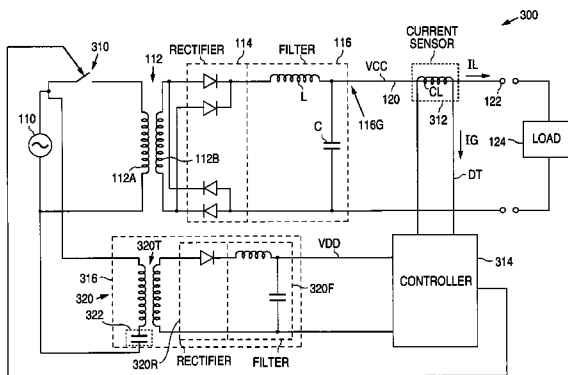 300
310
112
RECTIFIER 114 FILTER 116
CURRENT SENSOR
IL
VCC
120
CL
122
110
L
116G
312
112A
112B
C
IG
124
LOAD
DT
320T
316
VDD
314
320
320F
CONTROLLER
322
320R
RECTIFIER FILTER